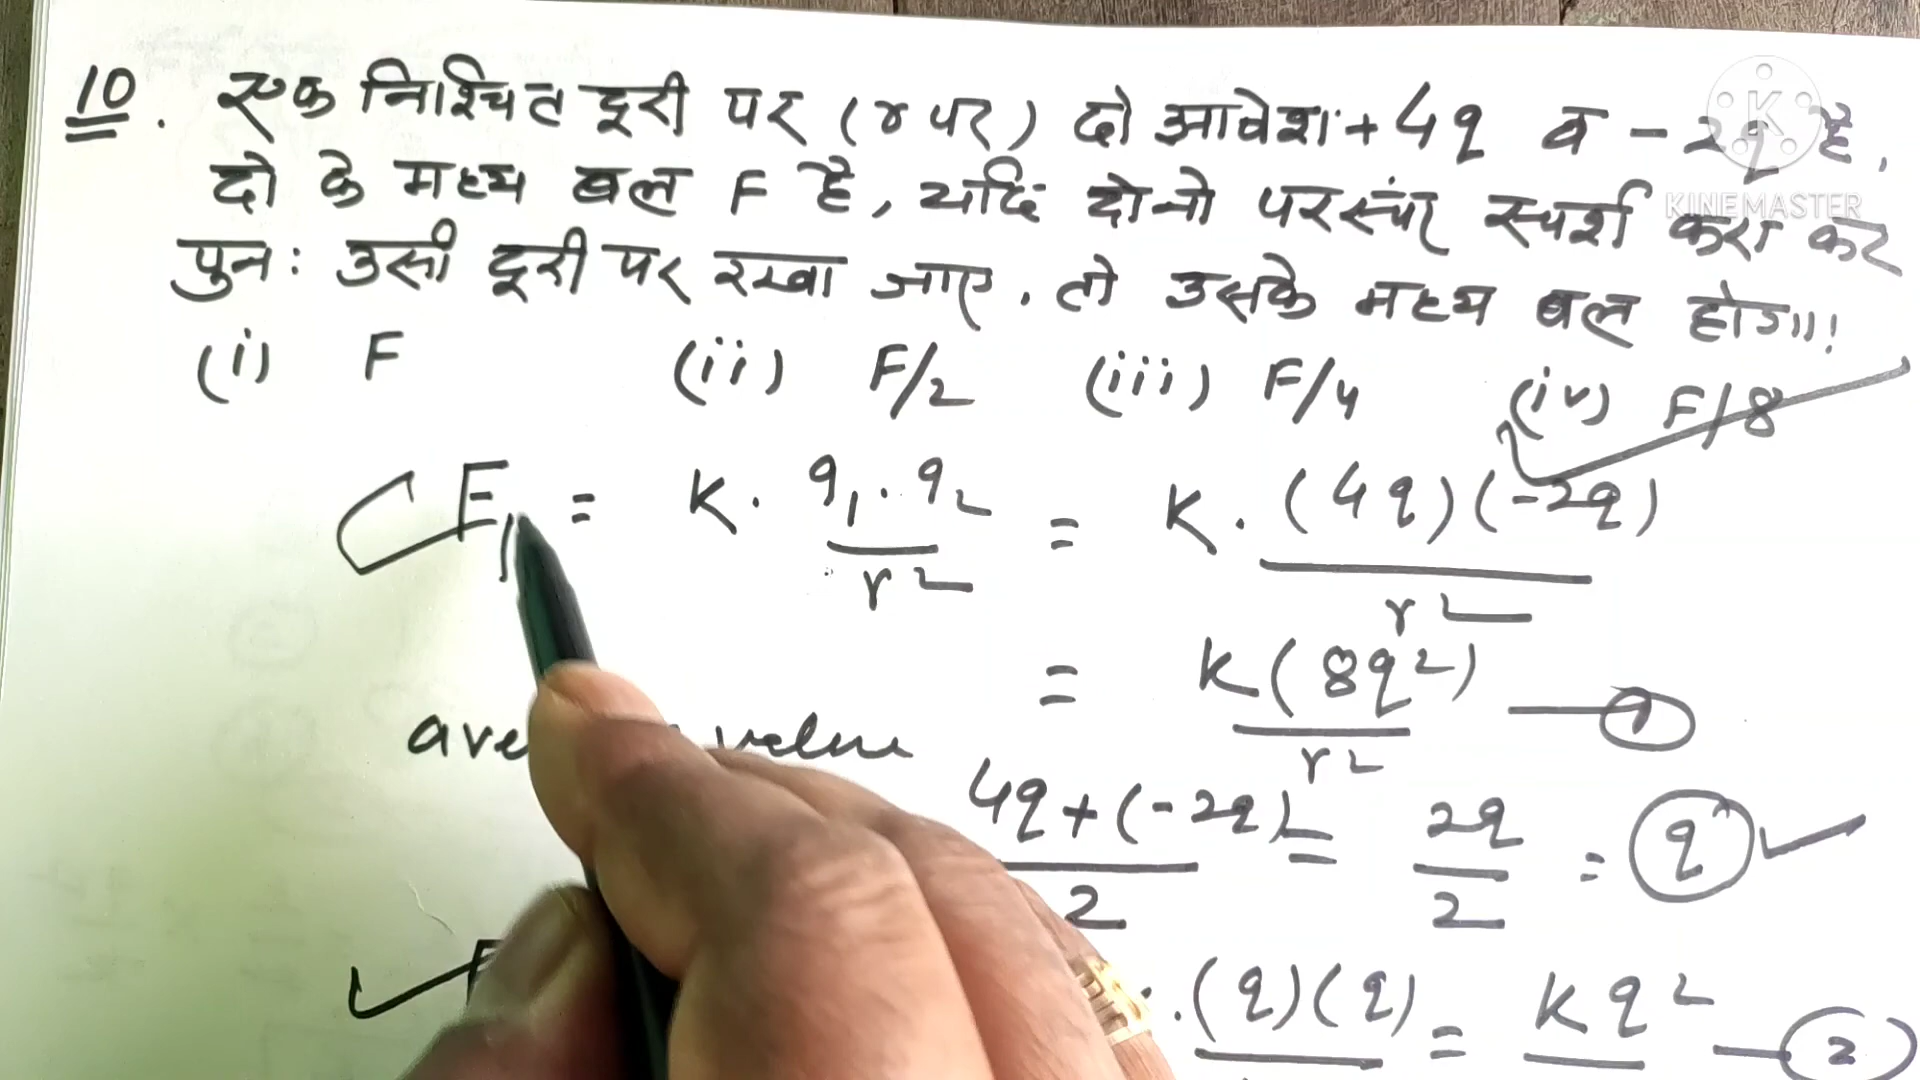 10. एक निश्चित दूरी पर (r पर) दो आवेश +4q व -2q है,
KINEMASTER
दो के मध्य बल F है, यदि दोनो परस्पर स्पर्श करा कर
पुनः उसी दूरी पर रखा जाए. तो उसके मध्य बल होगा!
(i) F (ii) F/2 (iii) F/4 (iv) F/8
F1 = K. q1.q2 / r2 = K. (4q)(-2q) / r2
= K(8q2) / r2 — 1
value
4q+(-2q) / 2 = 2q / 2 = q
.(q)(q) = Kq2 — 2